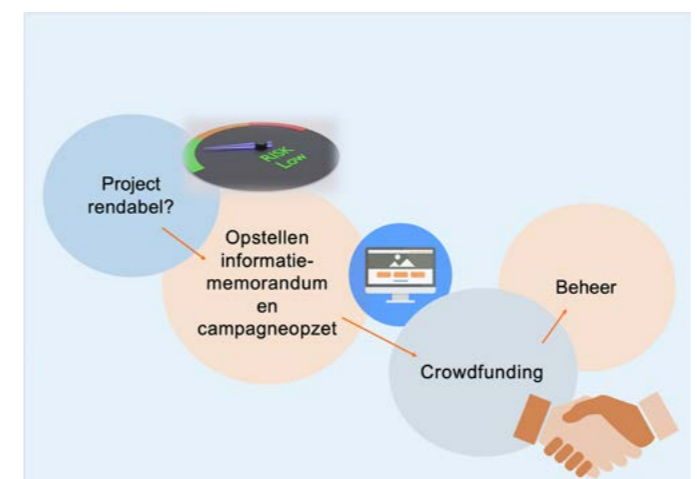 Project
rendabel?
RISK
LOW
Opstellen
informatie-
memorandum
en
campagneopzet
Beheer
Crowdfunding